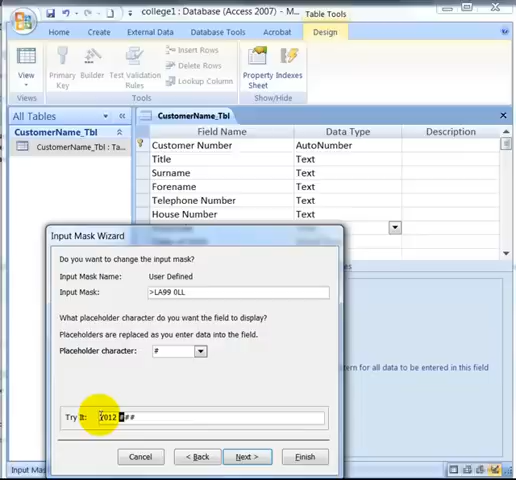 college1 : Database (Access 2007)
Table Tools
Home
Create
External Data
Database Tools
Acrobat
Design
View
Primary Key
Builder
Test Validation Rules
Insert Rows
Delete Rows
Lookup Column
Property Sheet
Indexes
Views
Tools
Show/Hide
All Tables
CustomerName_Tbl
CustomerName_Tbl : Ta...
CustomerName_Tbl
Field Name
Data Type
Description
Customer Number
AutoNumber
Title
Text
Surname
Text
Forename
Text
Telephone Number
Text
House Number
Text
Input Mask Wizard
Do you want to change the input mask?
Input Mask Name:
User Defined
Input Mask:
>LA99 0LL
What placeholder character do you want the field to display?
Placeholders are replaced as you enter data into the field.
Placeholder character:
#
ttern for all data to be entered in this field
Try It:
YO12 ###
Cancel
< Back
Next >
Finish
Input Mas